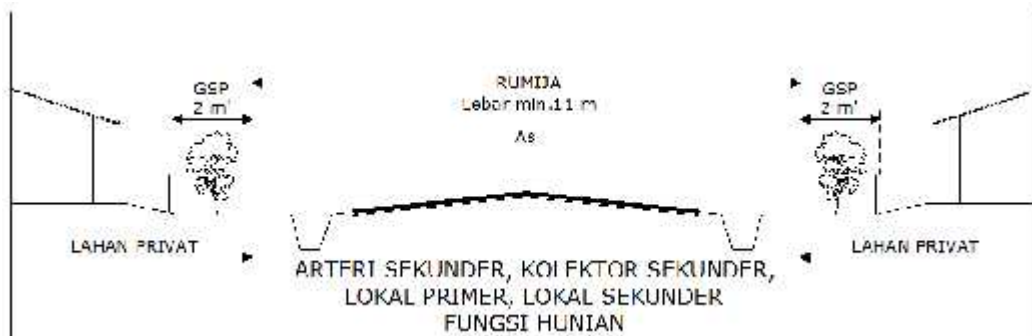 RUMIJA
Lebar min.11 m
As
GSP
2 m'
GSP
2 m'
LAHAN PRIVAT
LAHAN PRIVAT
ARTERI SEKUNDER, KOLEKTOR SEKUNDER,
LOKAL PRIMER, LOKAL SEKUNDER
FUNGSI HUNIAN